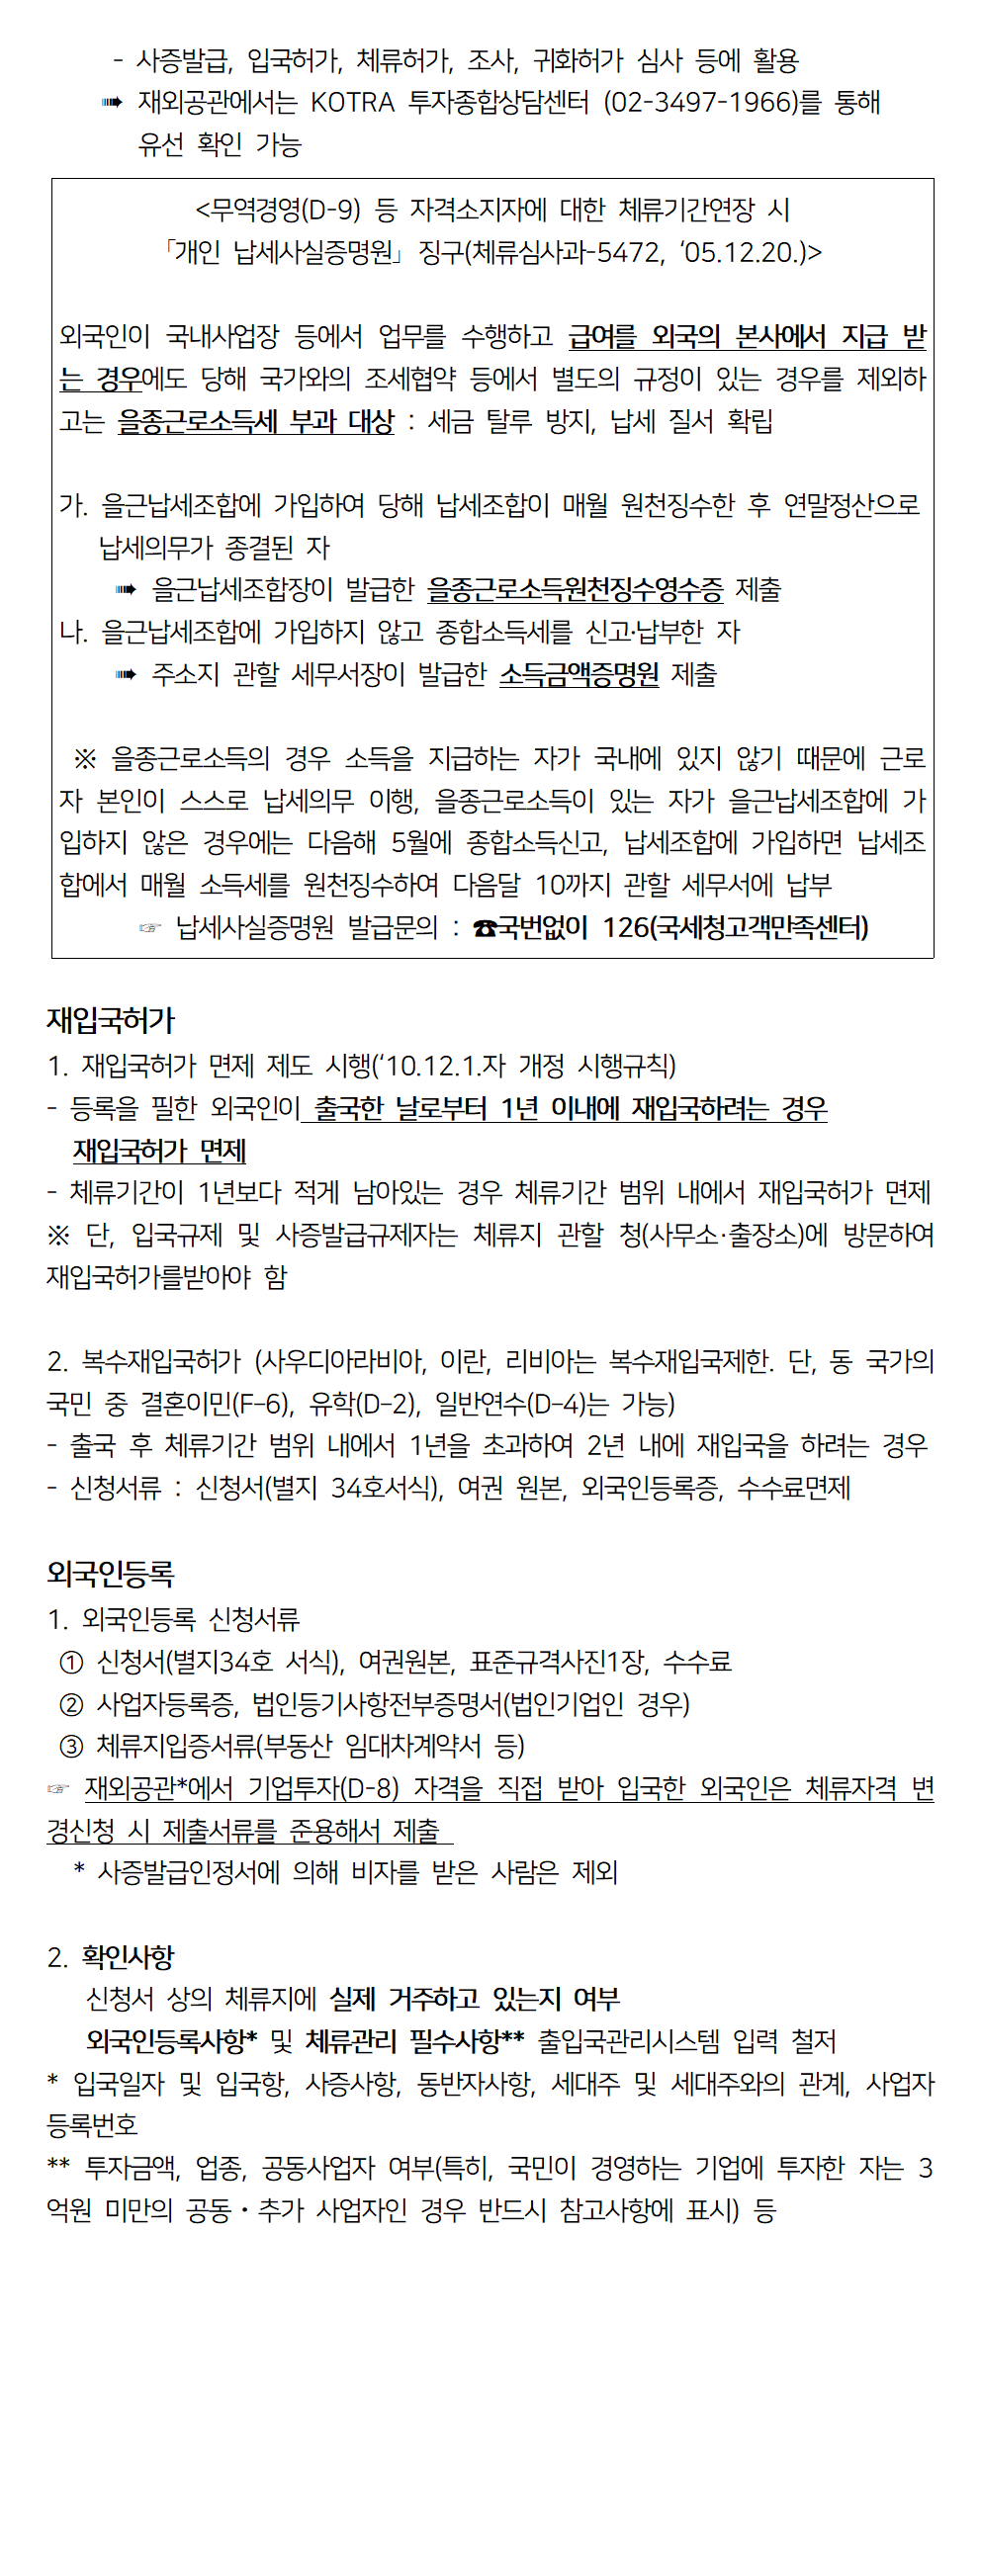 - 사증발급, 입국허가, 체류허가, 조사, 귀화허가 심사 등에 활용
➠ 재외공관에서는 KOTRA 투자종합상담센터 (02-3497-1966)를 통해
유선 확인 가능
<무역경영(D-9) 등 자격소지자에 대한 체류기간연장 시
「개인 납세사실증명원」징구(체류심사과-5472, ‘05.12.20.)>
외국인이 국내사업장 등에서 업무를 수행하고 급여를 외국의 본사에서 지급 받
는 경우에도 당해 국가와의 조세협약 등에서 별도의 규정이 있는 경우를 제외하
고는 을종근로소득세 부과 대상 : 세금 탈루 방지, 납세 질서 확립
가. 을근납세조합에 가입하여 당해 납세조합이 매월 원천징수한 후 연말정산으로
납세의무가 종결된 자
➠ 을근납세조합장이 발급한 을종근로소득원천징수영수증 제출
나. 을근납세조합에 가입하지 않고 종합소득세를 신고·납부한 자
➠ 주소지 관할 세무서장이 발급한 소득금액증명원 제출
※ 을종근로소득의 경우 소득을 지급하는 자가 국내에 있지 않기 때문에 근로
자 본인이 스스로 납세의무 이행, 을종근로소득이 있는 자가 을근납세조합에 가
입하지 않은 경우에는 다음해 5월에 종합소득신고, 납세조합에 가입하면 납세조
합에서 매월 소득세를 원천징수하여 다음달 10까지 관할 세무서에 납부
☞ 납세사실증명원 발급문의 : ☎국번없이 126(국세청고객만족센터)
재입국허가
1. 재입국허가 면제 제도 시행(‘10.12.1.자 개정 시행규칙)
- 등록을 필한 외국인이 출국한 날로부터 1년 이내에 재입국하려는 경우
재입국허가 면제
- 체류기간이 1년보다 적게 남아있는 경우 체류기간 범위 내에서 재입국허가 면제
※ 단, 입국규제 및 사증발급규제자는 체류지 관할 청(사무소·출장소)에 방문하여
재입국허가를받아야 함
2. 복수재입국허가 (사우디아라비아, 이란, 리비아는 복수재입국제한. 단, 동 국가의
국민 중 결혼이민(F-6), 유학(D-2), 일반연수(D-4)는 가능)
- 출국 후 체류기간 범위 내에서 1년을 초과하여 2년 내에 재입국을 하려는 경우
- 신청서류 : 신청서(별지 34호서식), 여권 원본, 외국인등록증, 수수료면제
외국인등록
1. 외국인등록 신청서류
① 신청서(별지34호 서식), 여권원본, 표준규격사진1장, 수수료
② 사업자등록증, 법인등기사항전부증명서(법인기업인 경우)
③ 체류지입증서류(부동산 임대차계약서 등)
☞ 재외공관*에서 기업투자(D-8) 자격을 직접 받아 입국한 외국인은 체류자격 변
경신청 시 제출서류를 준용해서 제출
* 사증발급인정서에 의해 비자를 받은 사람은 제외
2. 확인사항
신청서 상의 체류지에 실제 거주하고 있는지 여부
외국인등록사항* 및 체류관리 필수사항** 출입국관리시스템 입력 철저
* 입국일자 및 입국항, 사증사항, 동반자사항, 세대주 및 세대주와의 관계, 사업자
등록번호
** 투자금액, 업종, 공동사업자 여부(특히, 국민이 경영하는 기업에 투자한 자는 3
억원 미만의 공동・추가 사업자인 경우 반드시 참고사항에 표시) 등